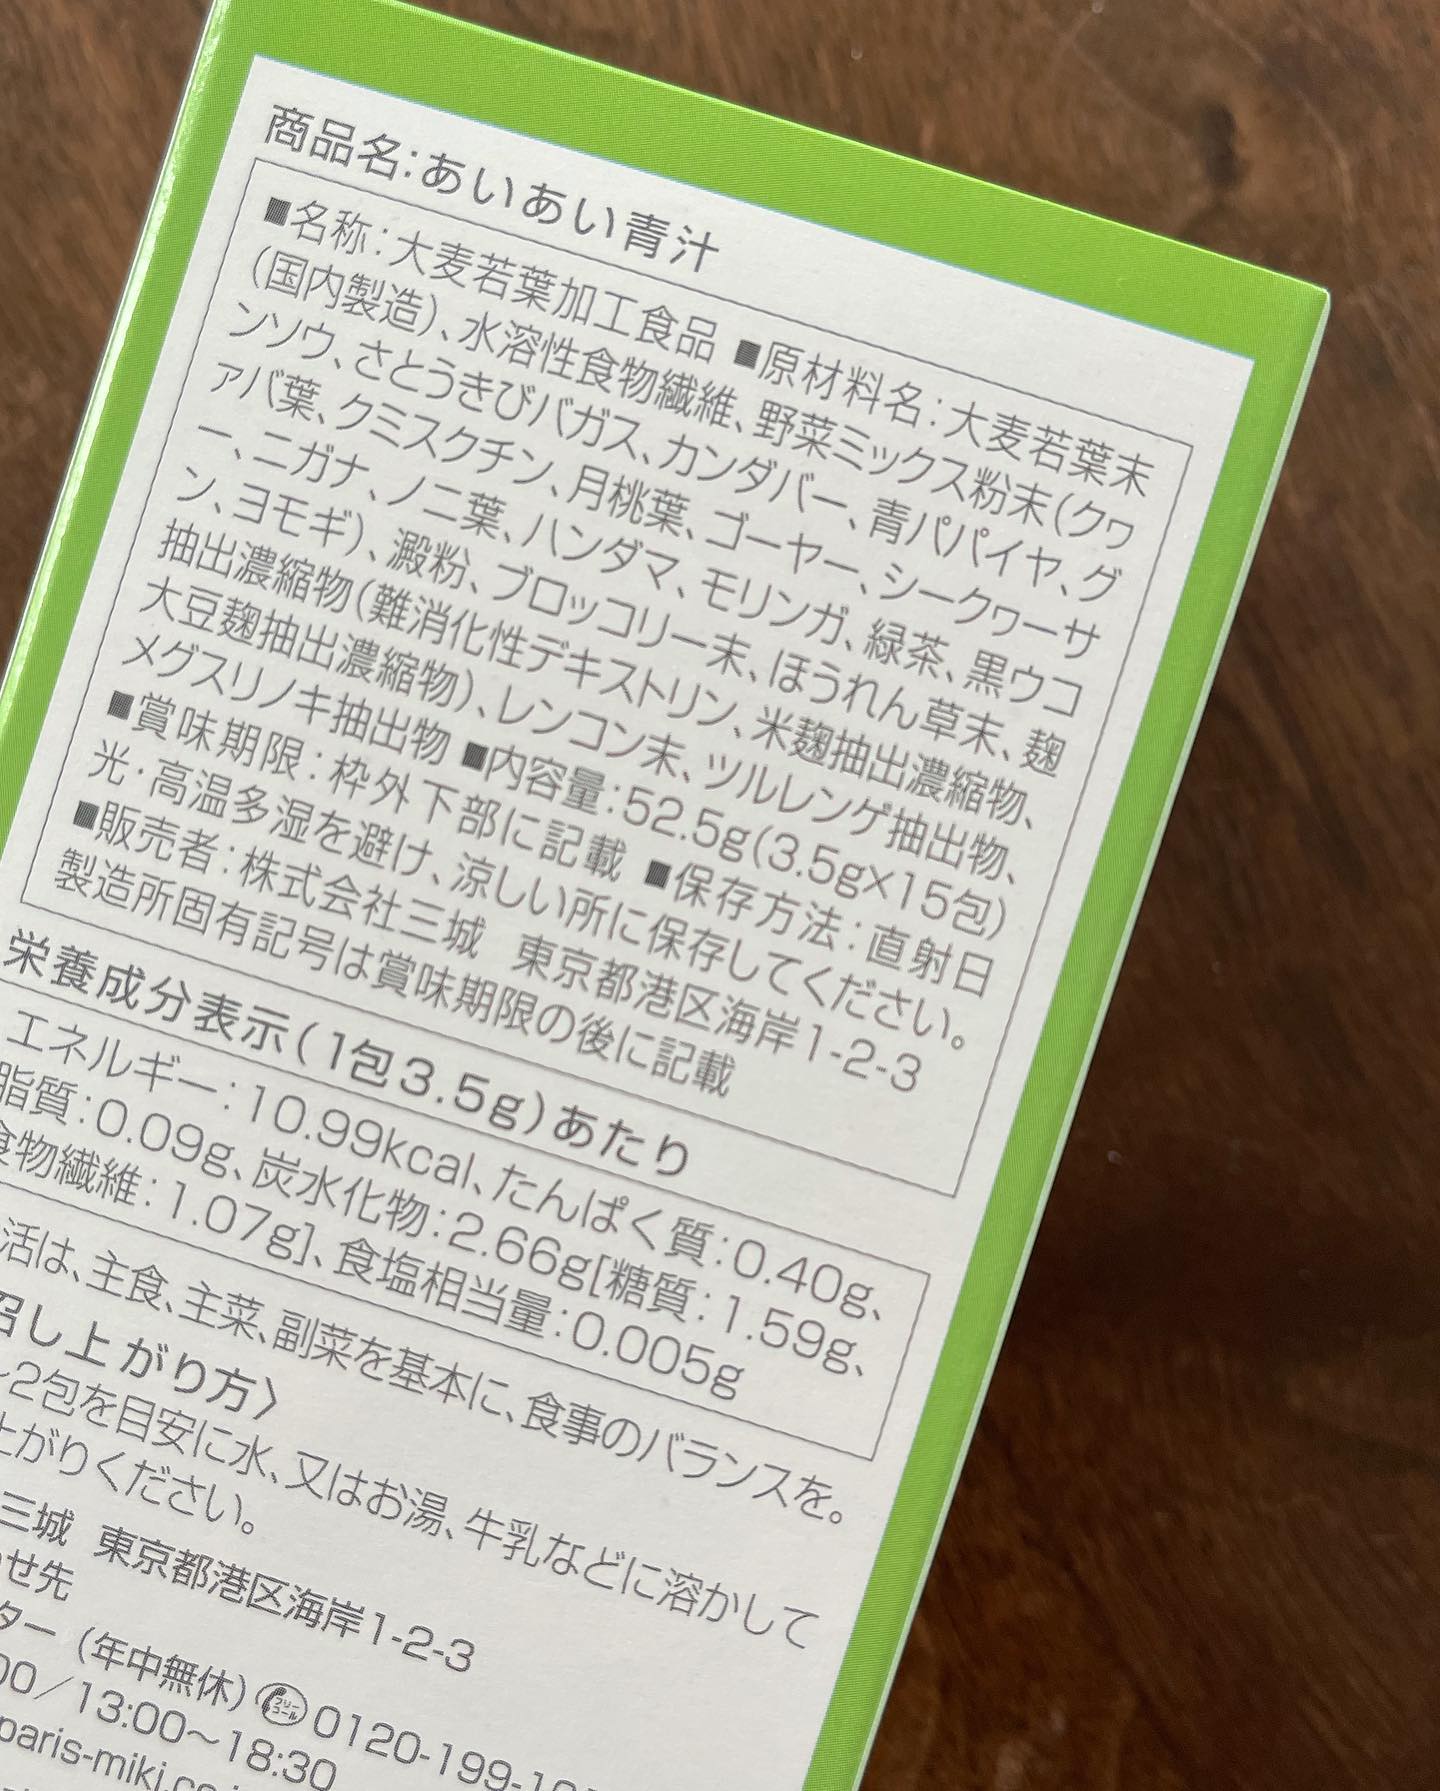 商品名:あいあい青汁
■名称:大麦若葉加工食品 ■原材料名:大麦若葉末
(国内製造)、水溶性食物繊維、野菜ミックス粉末(クヮ
ンソウ、さとうきびバガス、カンダバー、青パパイヤ、グ
ァバ葉、クミスクチン、月桃葉、ゴーヤー、シークヮーサ
ー、ニガナ、ノニ葉、ハンダマ、モリンガ、緑茶、黒ウコ
ン、ヨモギ)、澱粉、ブロッコリー末、ほうれん草末、麹
抽出濃縮物(難消化性デキストリン、米麹抽出濃縮物、
大豆麹抽出濃縮物)、レンコン末、ツルレンゲ抽出物、
メグスリノキ抽出物 ■内容量:52.5g(3.5g×15包)
■賞味期限:枠外下部に記載 ■保存方法:直射日
光・高温多湿を避け、涼しい所に保存してください。
■販売者:株式会社三城 東京都港区海岸1-2-3
製造所固有記号は賞味期限の後に記載
栄養成分表示(1包3.5g)あたり
エネルギー:10.99kcal、たんぱく質:0.40g、
脂質:0.09g、炭水化物:2.66g[糖質:1.59g、
食物繊維:1.07g]、食塩相当量:0.005g
活は、主食、主菜、副菜を基本に、食事のバランスを。
召し上がり方〉
~2包を目安に水、又はお湯、牛乳などに溶かして
上がりください。
三城 東京都港区海岸1-2-3
わせ先
ター (年中無休) フリーコール 0120-199-
00/13:00~18:30
paris-miki.co